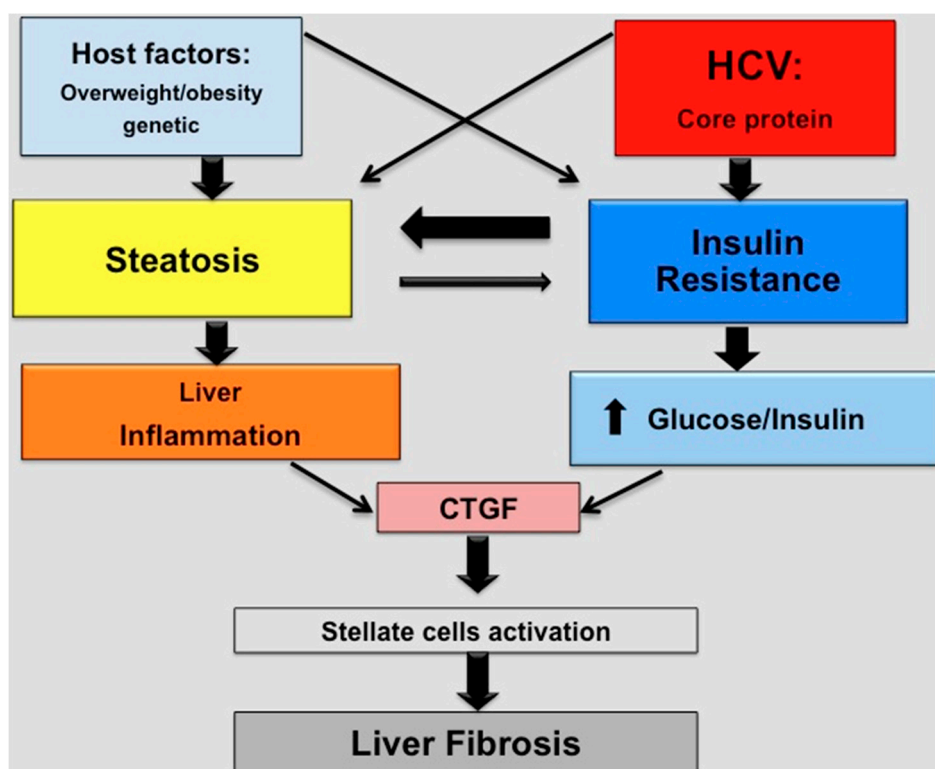 Host factors:
Overweight/obesity
genetic
HCV:
Core protein
Steatosis
Insulin
Resistance
Liver
Inflammation
Glucose/Insulin
CTGF
Stellate cells activation
Liver Fibrosis